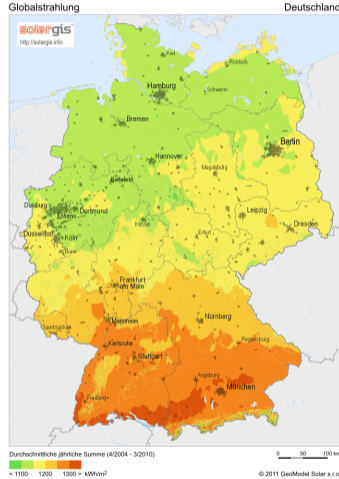 Globalstrahlung
Deutschland
solargis
http://solargis.info
Kiel
Rostock
Hamburg
Schwerin
Bremen
Berlin
Hannover
Magdeburg
Bielefeld
Duisburg
Essen
Dortmund
Leipzig
Düsseldorf
Kassel
Dresden
Köln
Erfurt
Bonn
Frankfurt
am Main
Mannheim
Nürnberg
Saarbrücken
Karlsruhe
Regensburg
Stuttgart
Augsburg
München
Freiburg
Durchschnittliche jährliche Summe (4/2004 - 3/2010)
0 50 100 km
< 1100 1200 1300 > kWh/m²
© 2011 GeoModel Solar s.r.o.